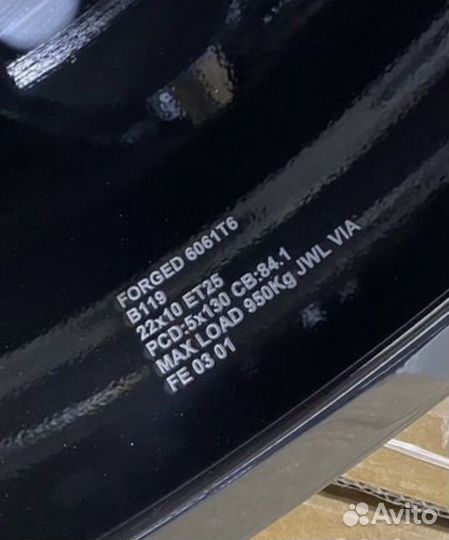 FORGED 6061T6
B119
22x10 ET25
PCD:5x130 CB:84.1
MAX LOAD 950Kg JWL VIA
FE 03 01
Avito